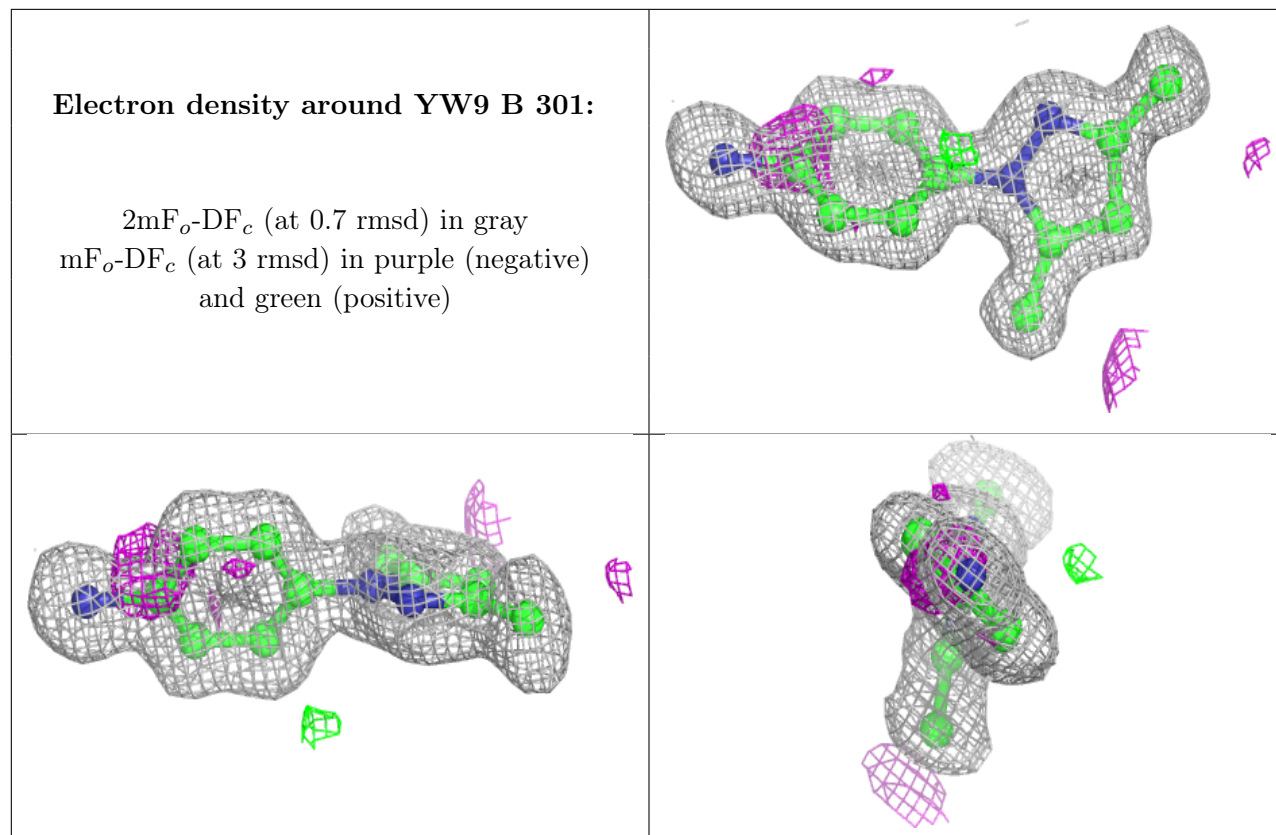 Electron density around YW9 B 301:
2mFₒ-DF𝒸 (at 0.7 rmsd) in gray
mFₒ-DF𝒸 (at 3 rmsd) in purple (negative)
and green (positive)